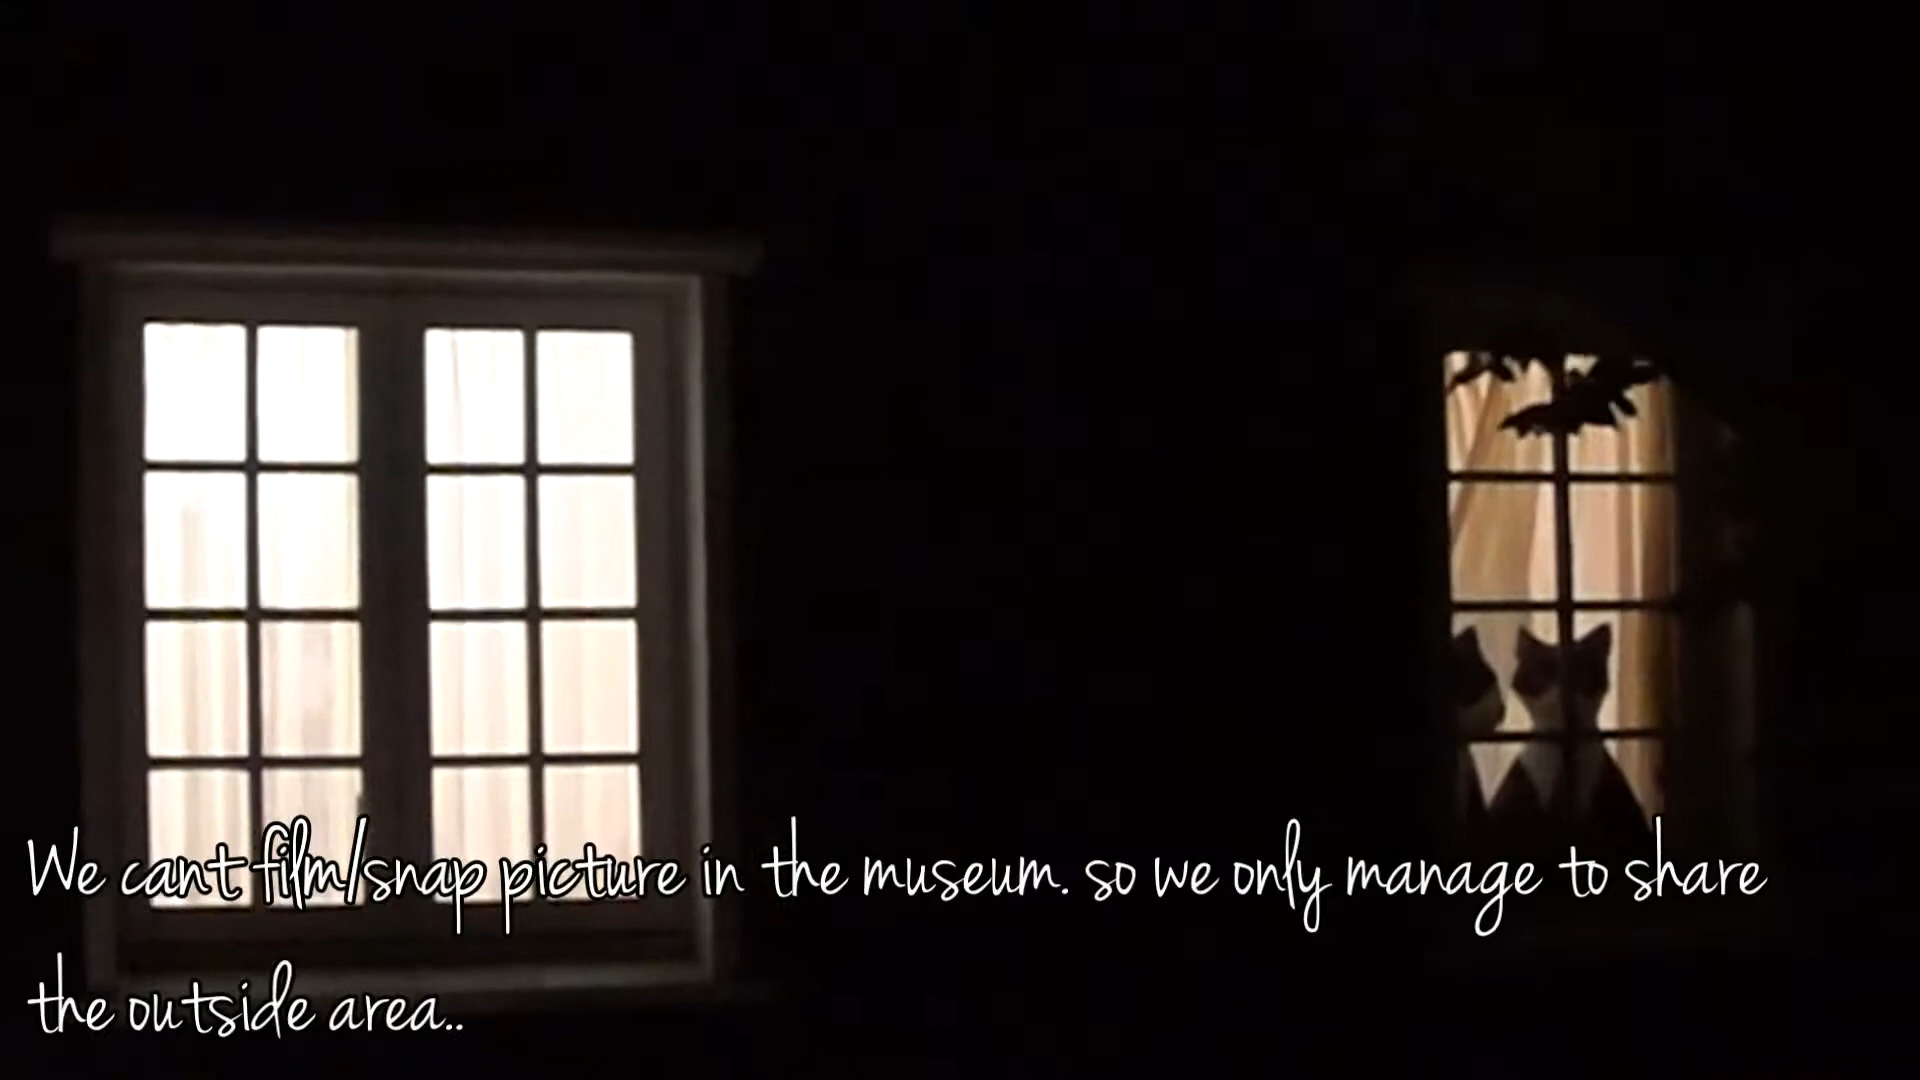 We cant film/snap picture in the museum. so we only manage to share
the outside area..